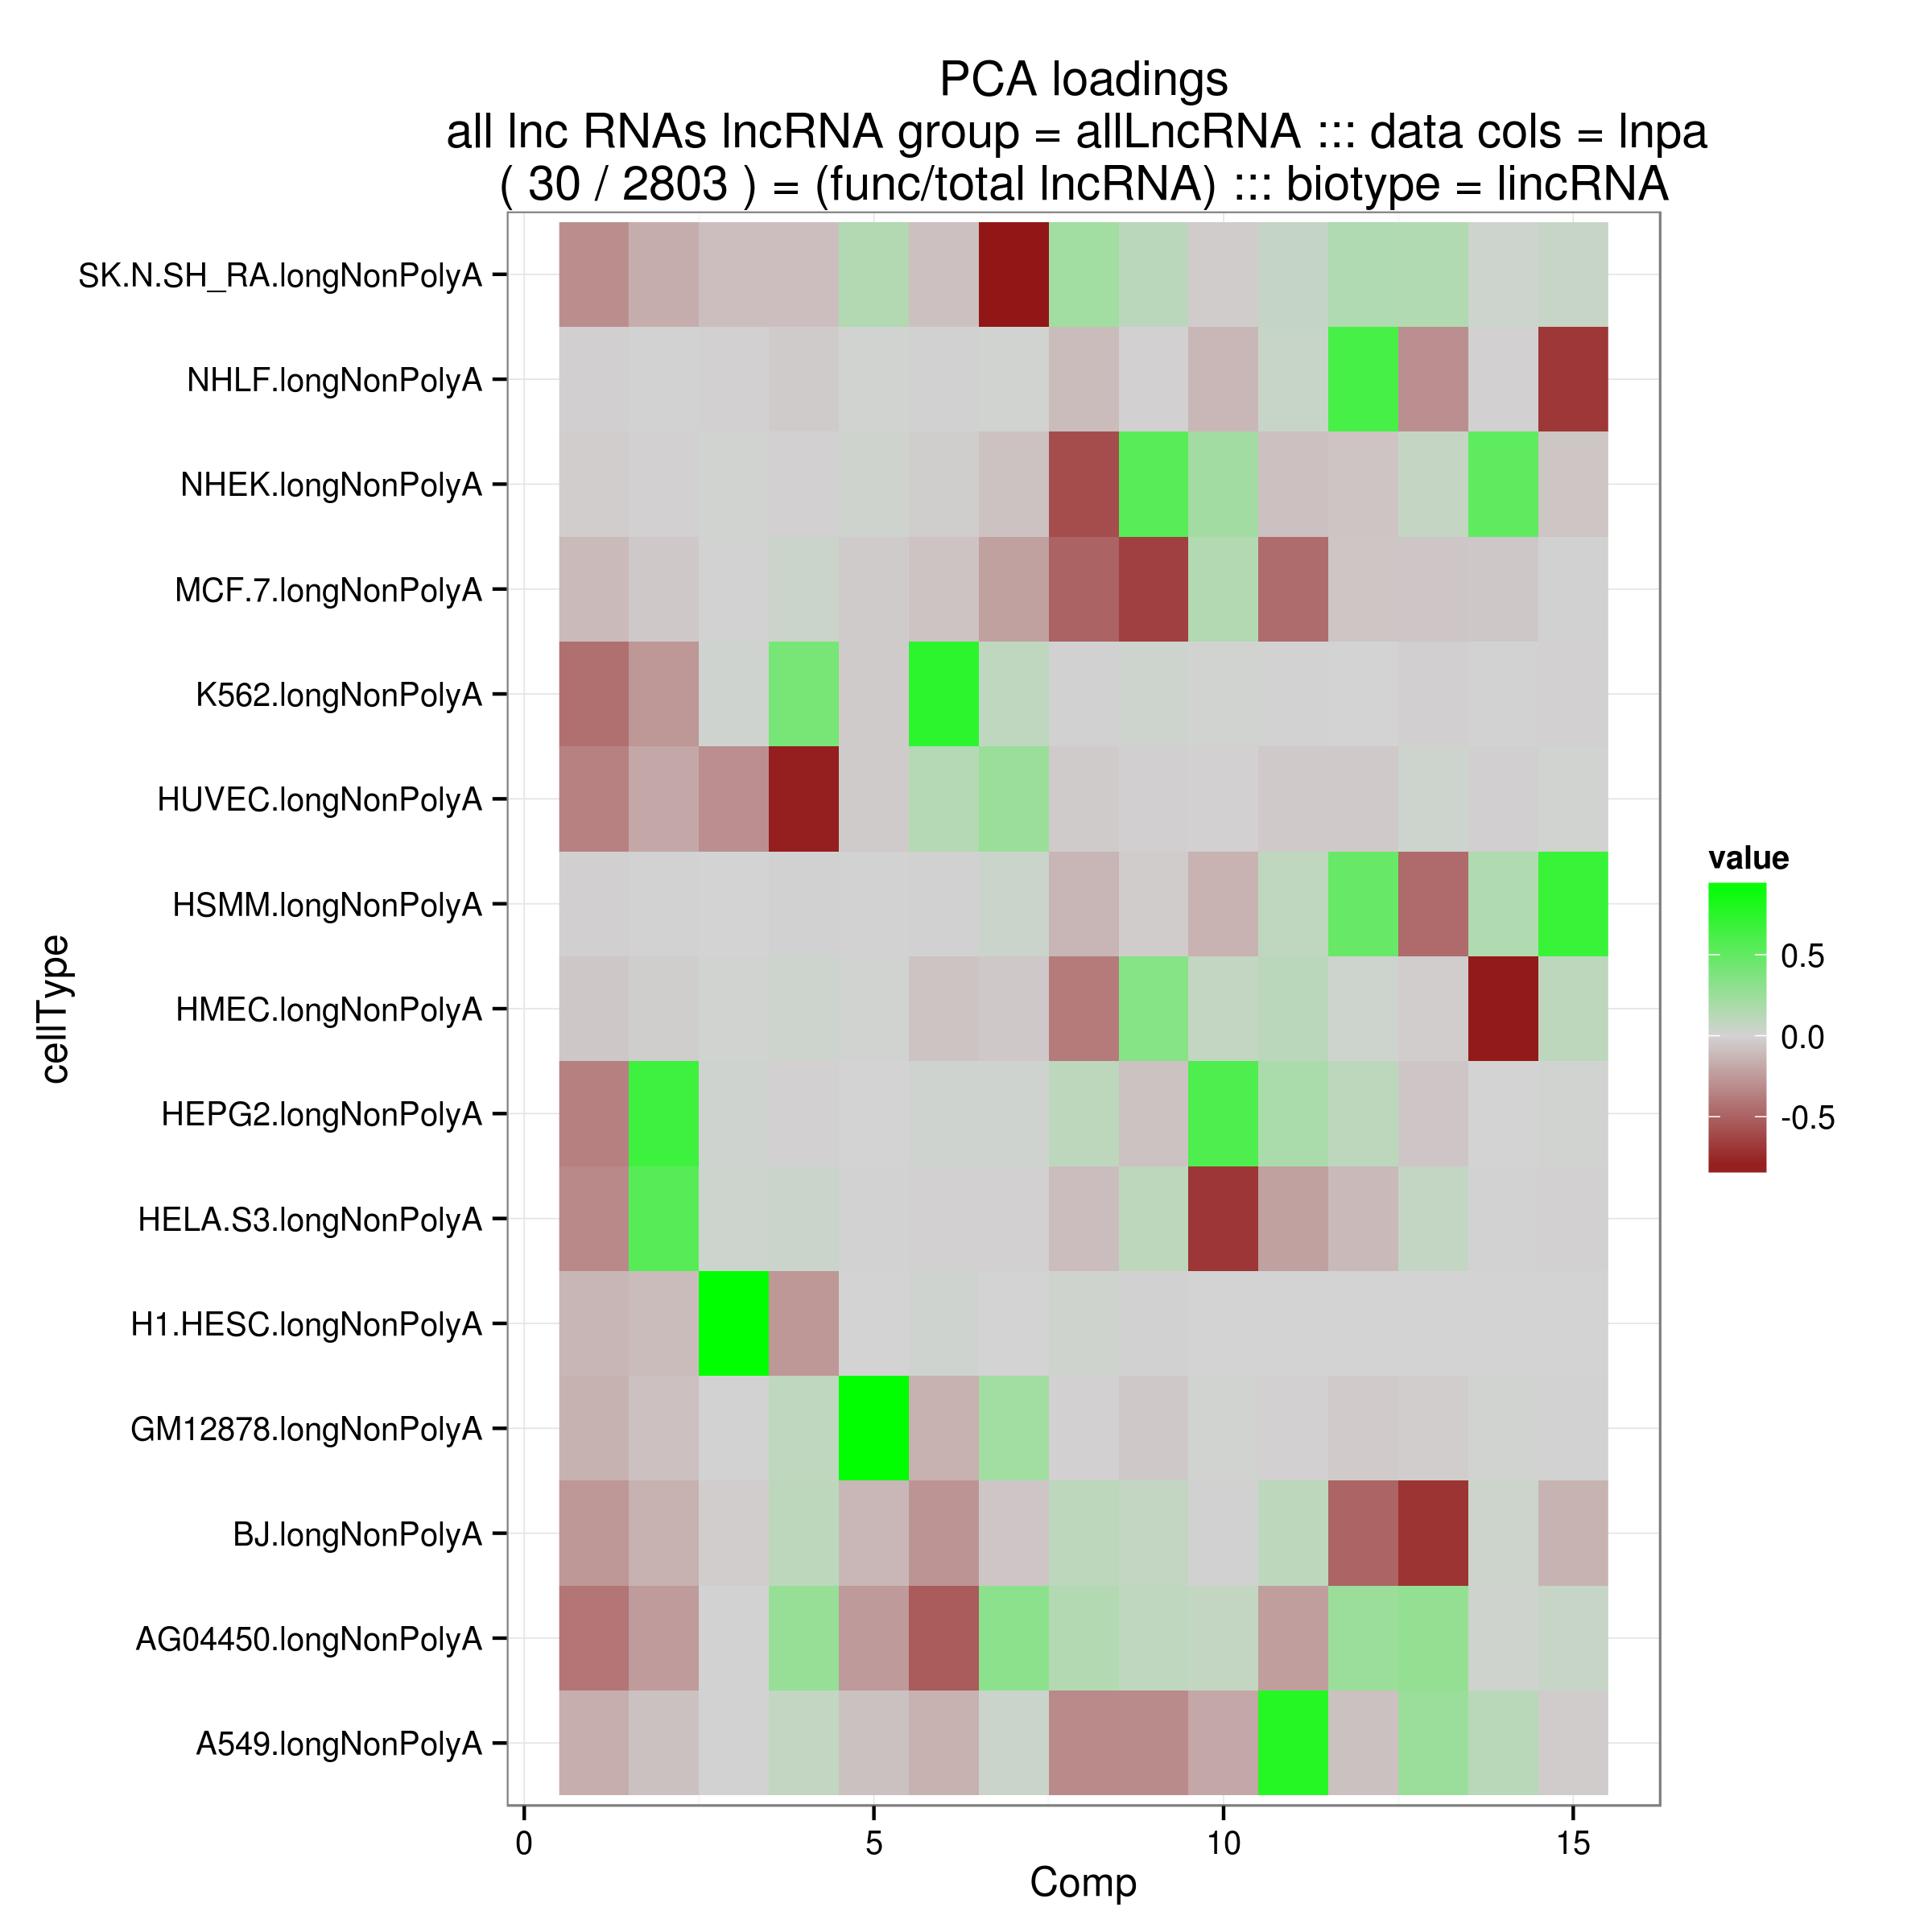 PCA loadings
all lnc RNAs lncRNA group = allLncRNA ::: data cols = lnpa
( 30 / 2803 ) = (func/total lncRNA) ::: biotype = lincRNA
SK.N.SH_RA.longNonPolyA
NHLF.longNonPolyA
NHEK.longNonPolyA
MCF.7.longNonPolyA
K562.longNonPolyA
HUVEC.longNonPolyA
HSMM.longNonPolyA
HMEC.longNonPolyA
HEPG2.longNonPolyA
HELA.S3.longNonPolyA
H1.HESC.longNonPolyA
GM12878.longNonPolyA
BJ.longNonPolyA
AG04450.longNonPolyA
A549.longNonPolyA
cellType
0 5 10 15
Comp
value
0.5
0.0
-0.5